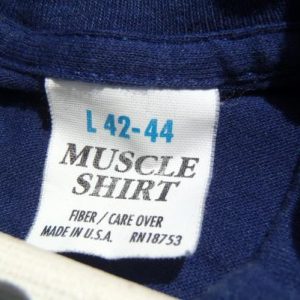 L 42-44
MUSCLE
SHIRT
FIBER / CARE OVER
MADE IN U.S.A. RN18753